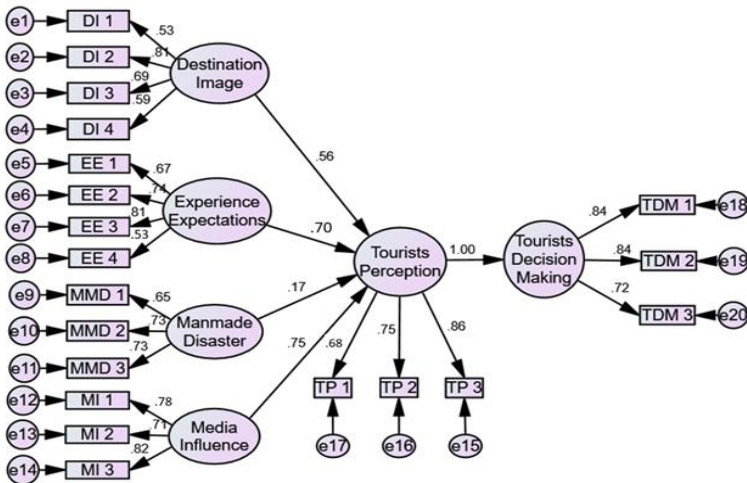 e1 DI 1 .53
e2 DI 2 .81
e3 DI 3 .69
e4 DI 4 .59
Destination
Image
.56
e5 EE 1 .67
e6 EE 2 .74
e7 EE 3 .81
e8 EE 4 .53
Experience
Expectations
.70
e9 MMD 1 .65
e10 MMD 2 .73
e11 MMD 3 .73
Manmade
Disaster
.17
e12 MI 1 .78
e13 MI 2 .71
e14 MI 3 .82
Media
Influence
.75
Tourists
Perception
1.00
.68 .75 .86
TP 1 TP 2 TP 3
e17 e16 e15
Tourists
Decision
Making
.84 TDM 1 e18
.84 TDM 2 e19
.72 TDM 3 e20